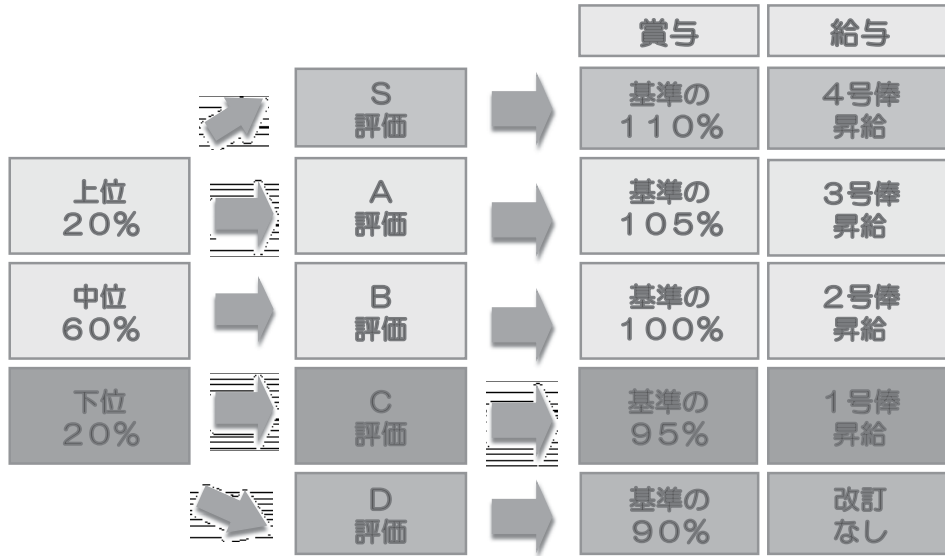 賞与
給与
S
評価
基準の
110%
4号俸
昇給
上位
20%
A
評価
基準の
105%
3号俸
昇給
中位
60%
B
評価
基準の
100%
2号俸
昇給
下位
20%
C
評価
基準の
95%
1号俸
昇給
D
評価
基準の
90%
改訂
なし